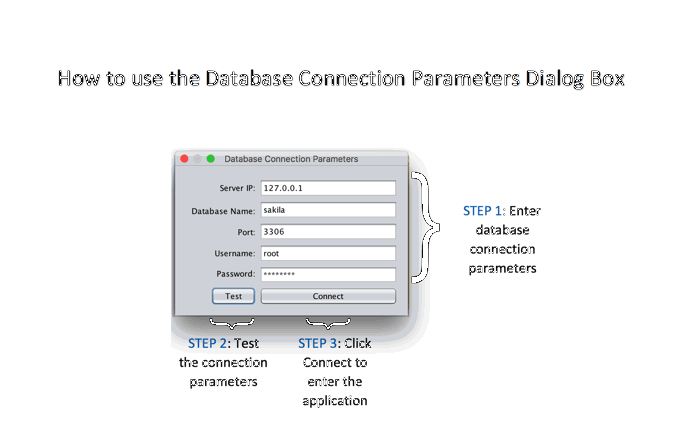 How to use the Database Connection Parameters Dialog Box
Database Connection Parameters
Server IP: 127.0.0.1
Database Name: sakila
Port: 3306
Username: root
Password: ********
Test Connect
STEP 1: Enter
database
connection
parameters
STEP 2: Test
the connection
parameters
STEP 3: Click
Connect to
enter the
application